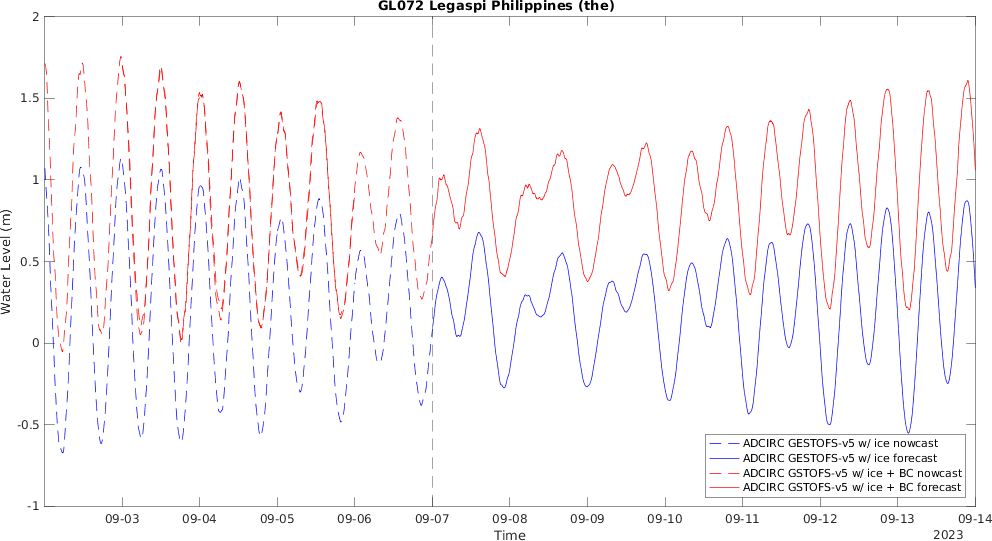 GL072 Legaspi Philippines (the)
2
1.5
1
0.5
0
-0.5
-1
Water Level (m)
09-03 09-04 09-05 09-06 09-07 09-08 09-09 09-10 09-11 09-12 09-13 09-14
Time
2023
ADCIRC GESTOFS-v5 w/ ice nowcast
ADCIRC GESTOFS-v5 w/ ice forecast
ADCIRC GSTOFS-v5 w/ ice + BC nowcast
ADCIRC GSTOFS-v5 w/ ice + BC forecast